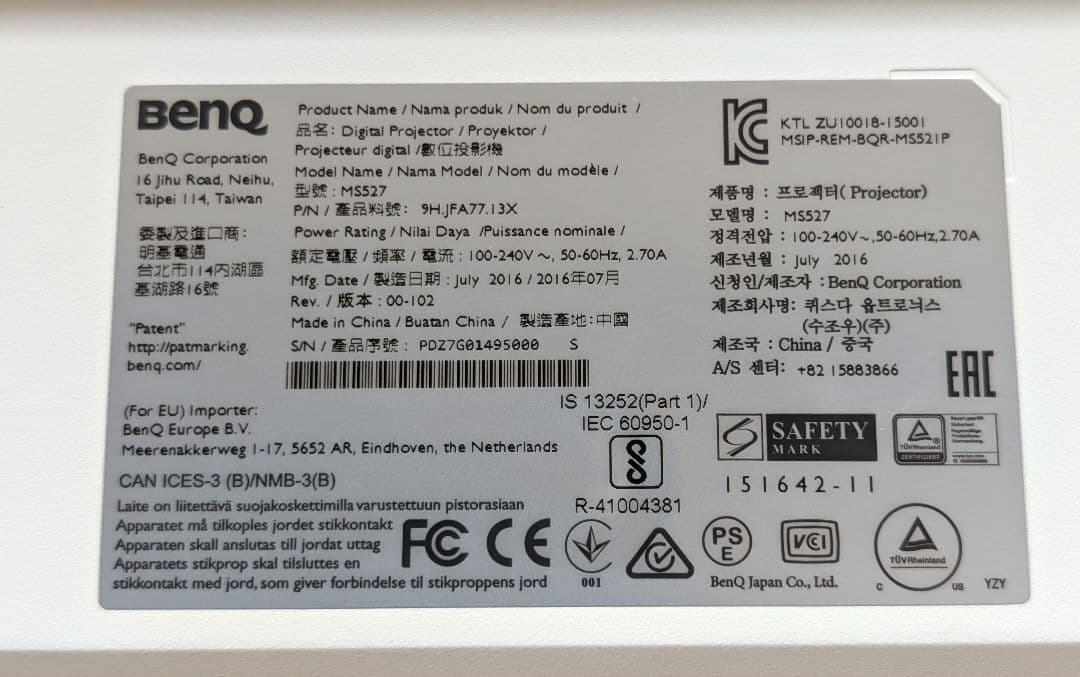 BenQ
BenQ Corporation
16 Jihu Road, Neihu,
Taipei 114, Taiwan
委製及進口商:
明基電通
台北市114內湖區
基湖路16號
"Patent"
http://patmarking.
benq.com/
Product Name / Nama produk / Nom du produit /
品名: Digital Projector / Proyektor /
Projecteur digital /數位投影機
Model Name / Nama Model / Nom du modèle /
型號 : MS527
P/N / 產品料號: 9H.JFA77.13X
Power Rating / Nilai Daya /Puissance nominale /
額定電壓 / 頻率 / 電流 : 100-240V～, 50-60Hz, 2.70A
Mfg. Date / 製造日期 : July 2016 / 2016年07月
Rev. / 版本 : 00-102
Made in China / Buatan China / 製造產地:中國
S/N / 產品序號: PDZ7G01495000 S
KTL ZU10018-15001
MSIP-REM-BQR-MS521P
제품명 : 프로젝터( Projector)
모델명 : MS527
정격전압 : 100-240V～,50-60Hz,2.70A
제조년월 : July 2016
신청인/제조자 : BenQ Corporation
제조회사명: 퀴스다 옵트로닉스
(수조우)(주)
제조국 : China / 중국
A/S 센터: +82 15883866
EAC
(For EU) Importer:
BenQ Europe B.V.
Meerenakkerweg 1-17, 5652 AR, Eindhoven, the Netherlands
CAN ICES-3 (B)/NMB-3(B)
Laite on liitettävä suojakoskettimilla varustettuun pistorasiaan
Apparatet må tilkoples jordet stikkontakt
Apparaten skall anslutas till jordat uttag
Apparatets stikprop skal tilsluttes en
stikkontakt med jord, som giver forbindelse til stikproppens jord
FC CE
IS 13252(Part 1)/
IEC 60950-1
R-41004381
001
SAFETY
MARK
151642-11
TÜVRheinland
ZERTIFIZIERT
PS
E
BenQ Japan Co., Ltd.
VCI
TÜVRheinland
C US
YZY